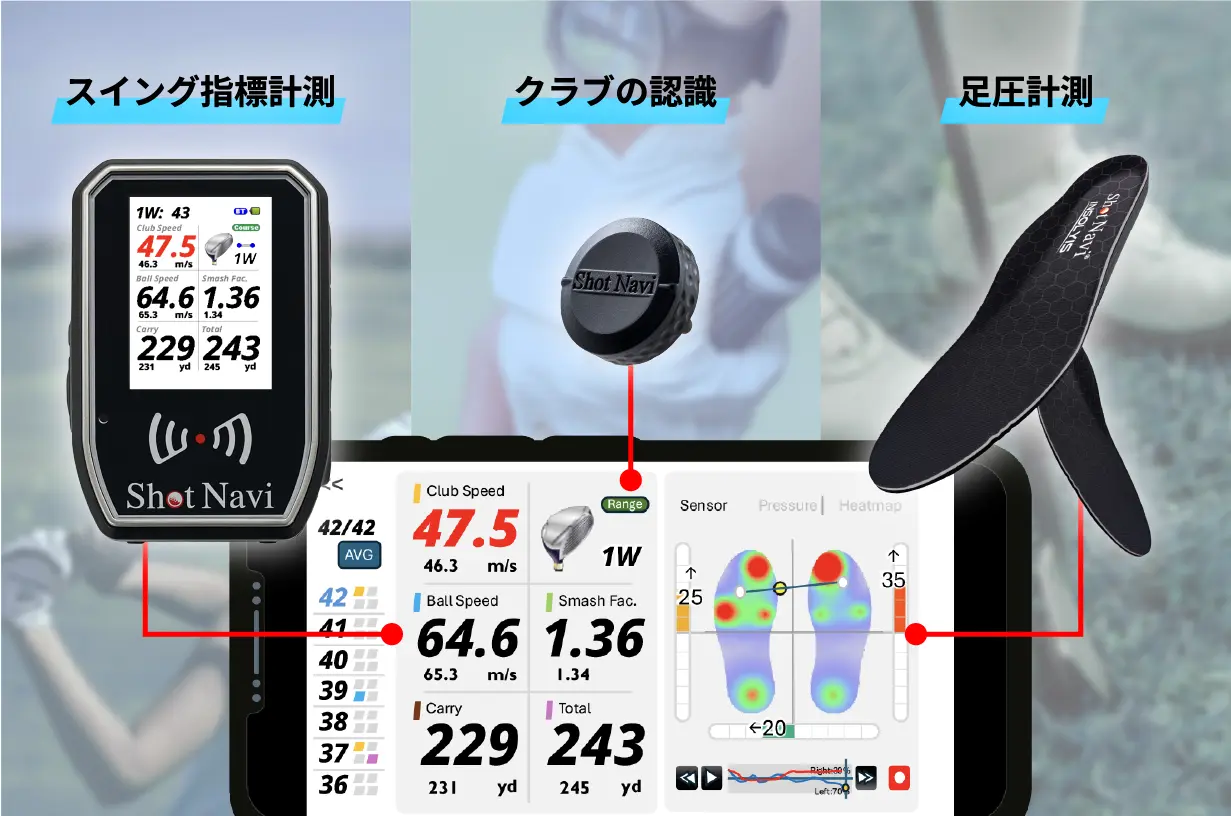 スイング指標計測
クラブの認識
足圧計測
1W: 43
BT
Club Speed
Course
47.5
46.3 m/s
1W
Ball Speed
Smash Fac.
64.6
1.36
65.3 m/s
1.34
Carry
Total
229
243
231 yd
245 yd
Shot Navi
Shot Navi
Shot Navi
INSOLYIS
<<
42/42
AVG
42
41
40
39
38
37
36
Club Speed
Range
47.5
46.3 m/s
1W
Ball Speed
Smash Fac.
64.6
1.36
65.3 m/s
1.34
Carry
Total
229
243
231 yd
245 yd
Sensor Pressure Heatmap
↑
25
↑
35
←20
Right:30%
Left:70%